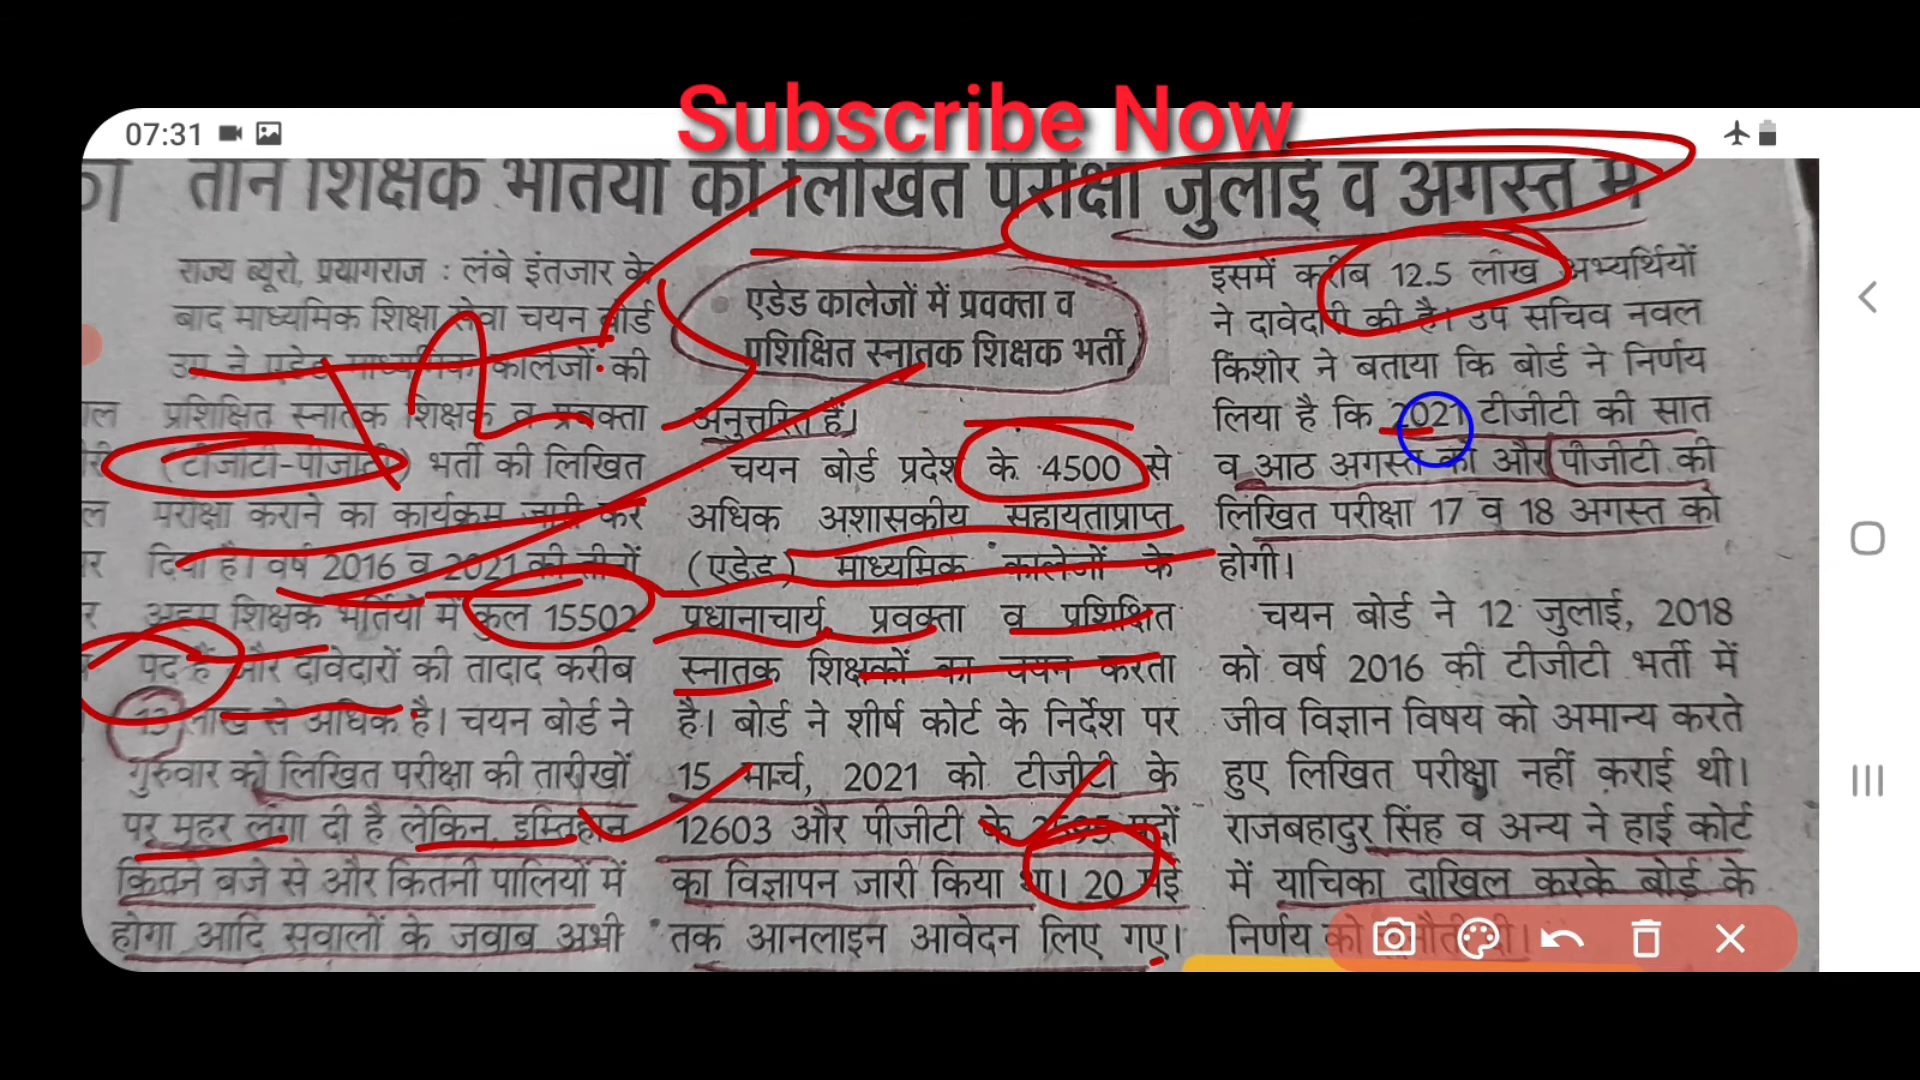 Subscribe Now
07:31
तीन शिक्षक भर्तियों की लिखित परीक्षा जुलाई व अगस्त में
राज्य ब्यूरो, प्रयागराज : लंबे इंतजार के
बाद माध्यमिक शिक्षा सेवा चयन बोर्ड
उप्र ने एडेड माध्यमिक कालेजों की
प्रशिक्षित स्नातक शिक्षक व प्रवक्ता
(टीजीटी-पीजीटी) भर्ती की लिखित
परीक्षा कराने का कार्यक्रम जारी कर
दिया है। वर्ष 2016 व 2021 की तीनों
अहम शिक्षक भर्तियों में कुल 15502
पद हैं और दावेदारों की तादाद करीब
13 लाख से अधिक है। चयन बोर्ड ने
गुरुवार को लिखित परीक्षा की तारीखों
पर मुहर लगा दी है लेकिन, इम्तिहान
कितने बजे से और कितनी पालियों में
होगा आदि सवालों के जवाब अभी
एडेड कालेजों में प्रवक्ता व
प्रशिक्षित स्नातक शिक्षक भर्ती
अनुत्तरित हैं।
चयन बोर्ड प्रदेश के 4500 से
अधिक अशासकीय सहायताप्राप्त
(एडेड) माध्यमिक कालेजों के
प्रधानाचार्य, प्रवक्ता व प्रशिक्षित
स्नातक शिक्षकों का चयन करता
है। बोर्ड ने शीर्ष कोर्ट के निर्देश पर
15 मार्च, 2021 को टीजीटी के
12603 और पीजीटी के 2595 पदों
का विज्ञापन जारी किया था। 20 मई
तक आनलाइन आवेदन लिए गए।
इसमें करीब 12.5 लाख अभ्यर्थियों
ने दावेदारी की है। उप सचिव नवल
किशोर ने बताया कि बोर्ड ने निर्णय
लिया है कि 2021 टीजीटी की सात
व आठ अगस्त को और पीजीटी की
लिखित परीक्षा 17 व 18 अगस्त को
होगी।
चयन बोर्ड ने 12 जुलाई, 2018
को वर्ष 2016 की टीजीटी भर्ती में
जीव विज्ञान विषय को अमान्य करते
हुए लिखित परीक्षा नहीं कराई थी।
राजबहादुर सिंह व अन्य ने हाई कोर्ट
में याचिका दाखिल करके बोर्ड के
निर्णय को चुनौती दी।